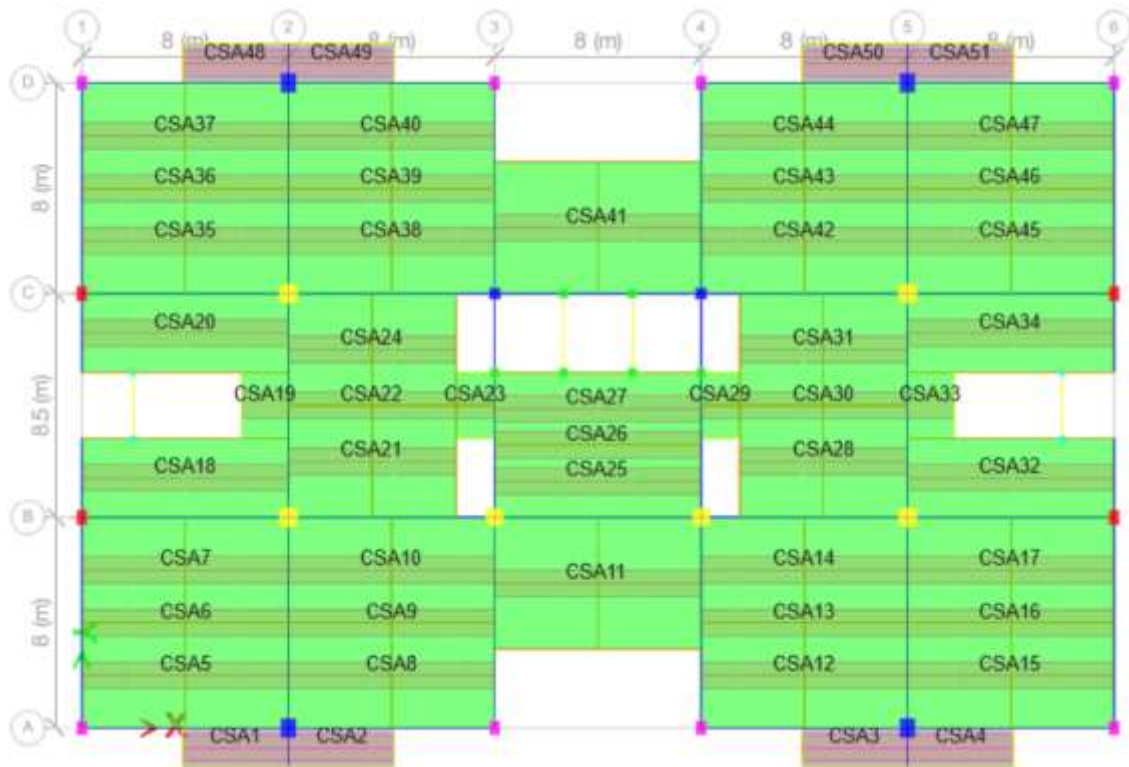 1 2 3 4 5 6
8 (m) 8 (m) 8 (m) 8 (m) 8 (m)
CSA48 CSA49 CSA50 CSA51
D
CSA37 CSA40 CSA44 CSA47
8 (m)
CSA36 CSA39 CSA43 CSA46
CSA41
CSA35 CSA38 CSA42 CSA45
C
CSA20 CSA34
CSA24 CSA31
8.5 (m)
CSA19 CSA22 CSA23 CSA27 CSA29 CSA30 CSA33
CSA26
CSA21 CSA28
CSA18 CSA25 CSA32
B
CSA7 CSA10 CSA14 CSA17
CSA11
8 (m)
CSA6 CSA9 CSA13 CSA16
CSA5 CSA8 CSA12 CSA15
A X
CSA1 CSA2 CSA3 CSA4